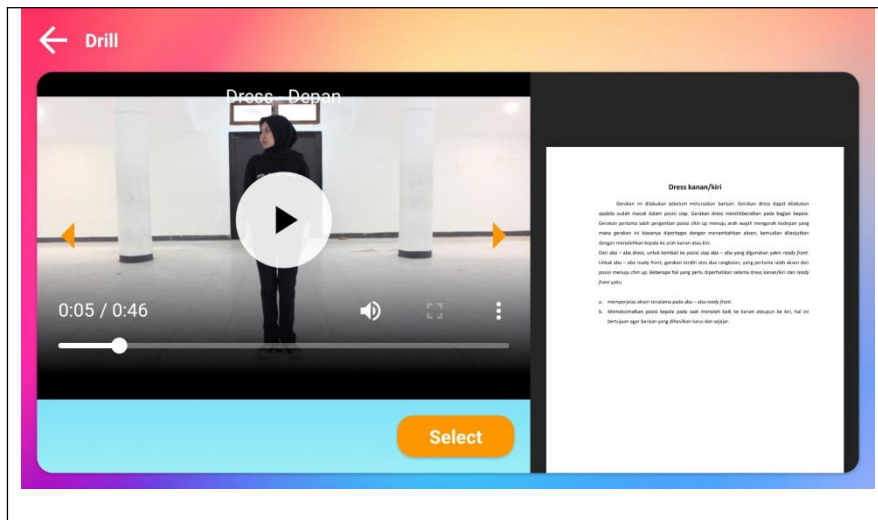 Drill
Dress - Depan
0:05 / 0:46
Select
Dress kanan/kiri
Gerakan ini dilakukan sebelum meluruskan barisan. Gerakan dress dapat dilakukan
apabila sudah masuk dalam posisi siap. Gerakan dress menitikberatkan pada bagian kepala.
Gerakan pertama ialah pergantian posisi chin up menuju arah wajah mengarah kedepan yang
mana gerakan ini biasanya dipertegas dengan menambahkan aksen, kemudian dilanjutkan
dengan menolehkan kepala ke arah kanan atau kiri.
Dari aba – aba dress, untuk kembali ke posisi siap aba – aba yang digunakan yakni ready front.
Untuk aba – aba ready front, gerakan terdiri atas dua rangkaian, yang pertama ialah aksen dan
posisi menuju chin up. Beberapa hal yang perlu diperhatikan selama dress kanan/kiri dan ready
front yaitu
a. memperjelas aksen terutama pada aba – aba ready front.
b. Memaksimalkan posisi kepala pada saat menoleh baik ke kanan ataupun ke kiri, hal ini
bertujuan agar barisan yang dihasilkan lurus dan sejajar.